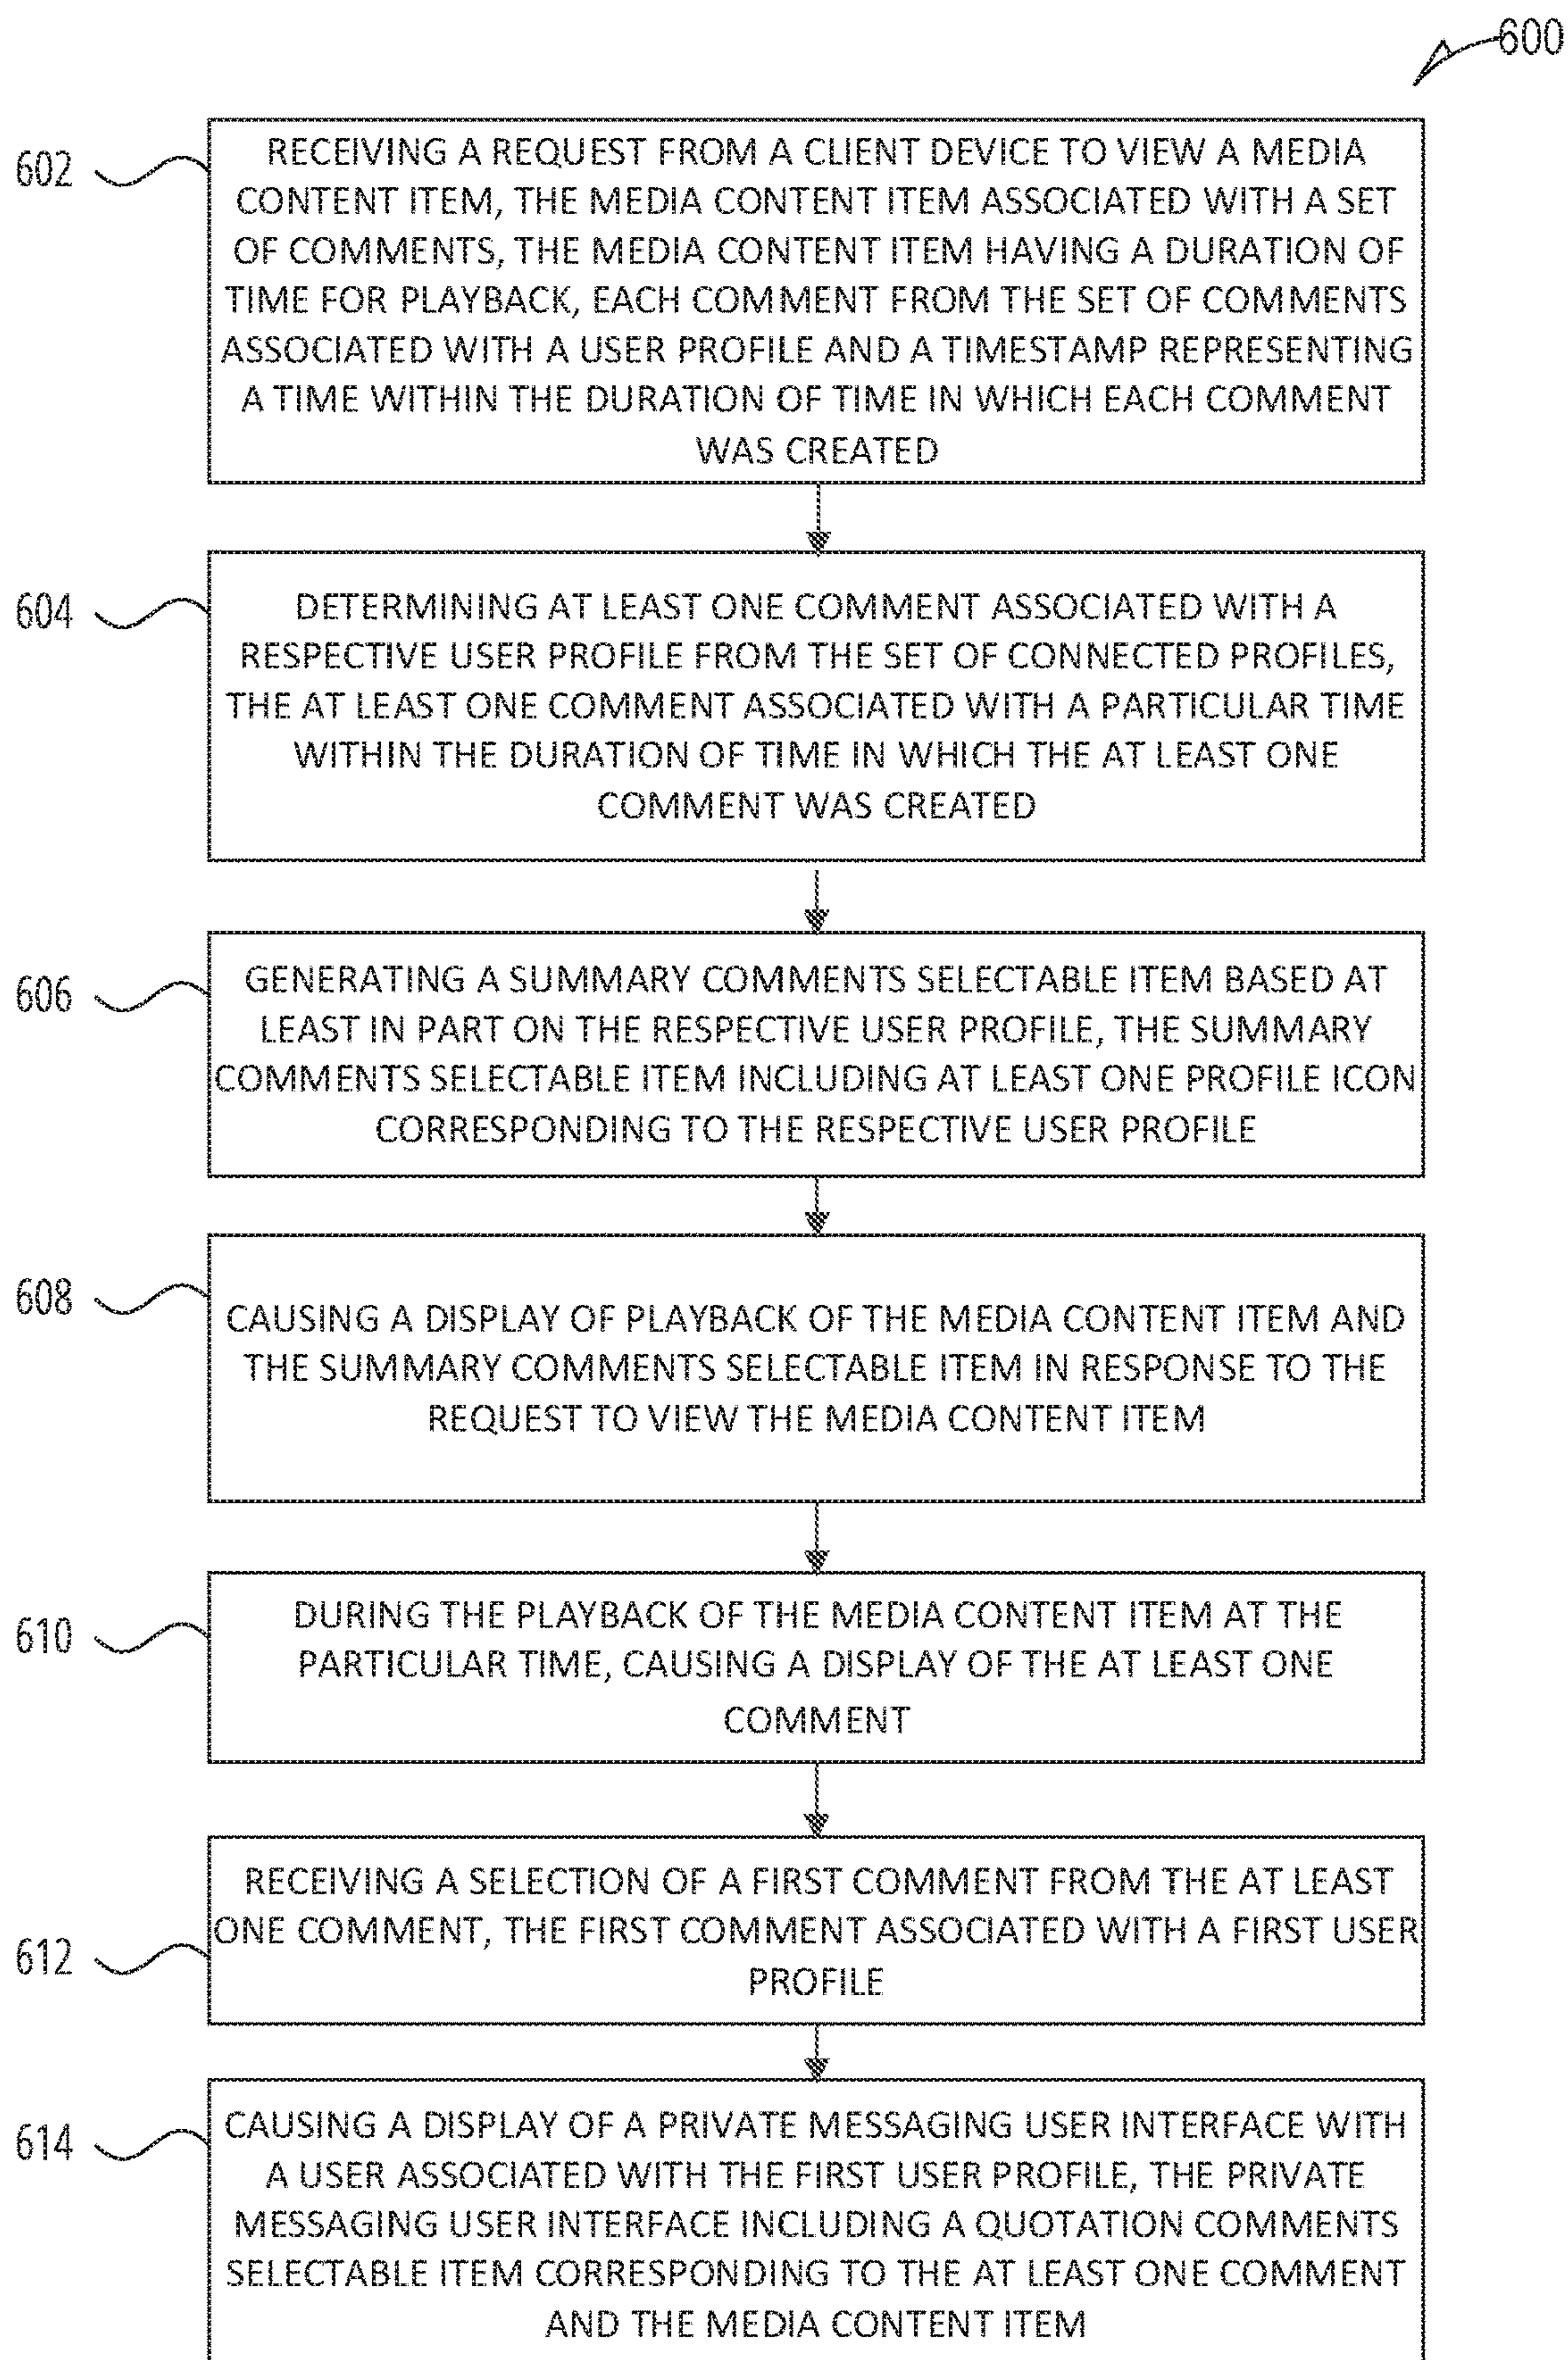 600
602
RECEIVING A REQUEST FROM A CLIENT DEVICE TO VIEW A MEDIA
CONTENT ITEM, THE MEDIA CONTENT ITEM ASSOCIATED WITH A SET
OF COMMENTS, THE MEDIA CONTENT ITEM HAVING A DURATION OF
TIME FOR PLAYBACK, EACH COMMENT FROM THE SET OF COMMENTS
ASSOCIATED WITH A USER PROFILE AND A TIMESTAMP REPRESENTING
A TIME WITHIN THE DURATION OF TIME IN WHICH EACH COMMENT
WAS CREATED
604
DETERMINING AT LEAST ONE COMMENT ASSOCIATED WITH A
RESPECTIVE USER PROFILE FROM THE SET OF CONNECTED PROFILES,
THE AT LEAST ONE COMMENT ASSOCIATED WITH A PARTICULAR TIME
WITHIN THE DURATION OF TIME IN WHICH THE AT LEAST ONE
COMMENT WAS CREATED
606
GENERATING A SUMMARY COMMENTS SELECTABLE ITEM BASED AT
LEAST IN PART ON THE RESPECTIVE USER PROFILE, THE SUMMARY
COMMENTS SELECTABLE ITEM INCLUDING AT LEAST ONE PROFILE ICON
CORRESPONDING TO THE RESPECTIVE USER PROFILE
608
CAUSING A DISPLAY OF PLAYBACK OF THE MEDIA CONTENT ITEM AND
THE SUMMARY COMMENTS SELECTABLE ITEM IN RESPONSE TO THE
REQUEST TO VIEW THE MEDIA CONTENT ITEM
610
DURING THE PLAYBACK OF THE MEDIA CONTENT ITEM AT THE
PARTICULAR TIME, CAUSING A DISPLAY OF THE AT LEAST ONE
COMMENT
612
RECEIVING A SELECTION OF A FIRST COMMENT FROM THE AT LEAST
ONE COMMENT, THE FIRST COMMENT ASSOCIATED WITH A FIRST USER
PROFILE
614
CAUSING A DISPLAY OF A PRIVATE MESSAGING USER INTERFACE WITH
A USER ASSOCIATED WITH THE FIRST USER PROFILE, THE PRIVATE
MESSAGING USER INTERFACE INCLUDING A QUOTATION COMMENTS
SELECTABLE ITEM CORRESPONDING TO THE AT LEAST ONE COMMENT
AND THE MEDIA CONTENT ITEM